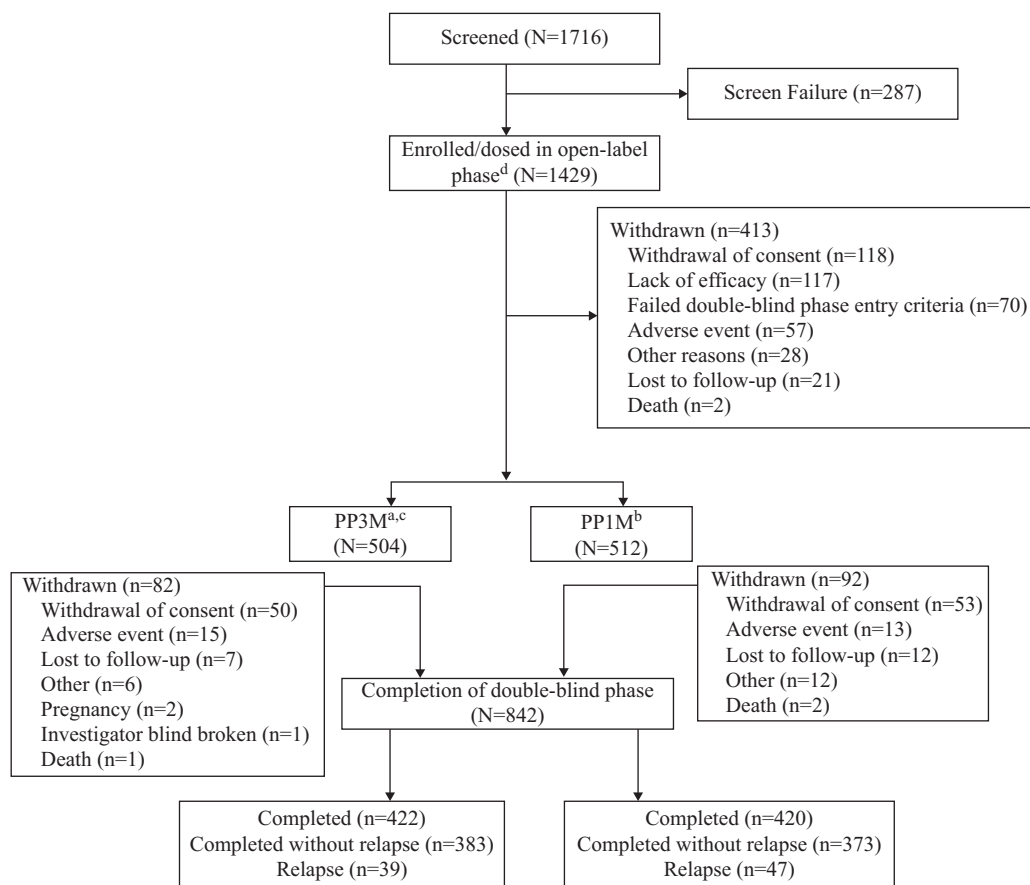 Screened (N=1716)
Screen Failure (n=287)
Enrolled/dosed in open-label
phaseᵈ (N=1429)
Withdrawn (n=413)
Withdrawal of consent (n=118)
Lack of efficacy (n=117)
Failed double-blind phase entry criteria (n=70)
Adverse event (n=57)
Other reasons (n=28)
Lost to follow-up (n=21)
Death (n=2)
PP3Mᵃ,ᶜ
(N=504)
PP1Mᵇ
(N=512)
Withdrawn (n=82)
Withdrawal of consent (n=50)
Adverse event (n=15)
Lost to follow-up (n=7)
Other (n=6)
Pregnancy (n=2)
Investigator blind broken (n=1)
Death (n=1)
Withdrawn (n=92)
Withdrawal of consent (n=53)
Adverse event (n=13)
Lost to follow-up (n=12)
Other (n=12)
Death (n=2)
Completion of double-blind phase
(N=842)
Completed (n=422)
Completed without relapse (n=383)
Relapse (n=39)
Completed (n=420)
Completed without relapse (n=373)
Relapse (n=47)